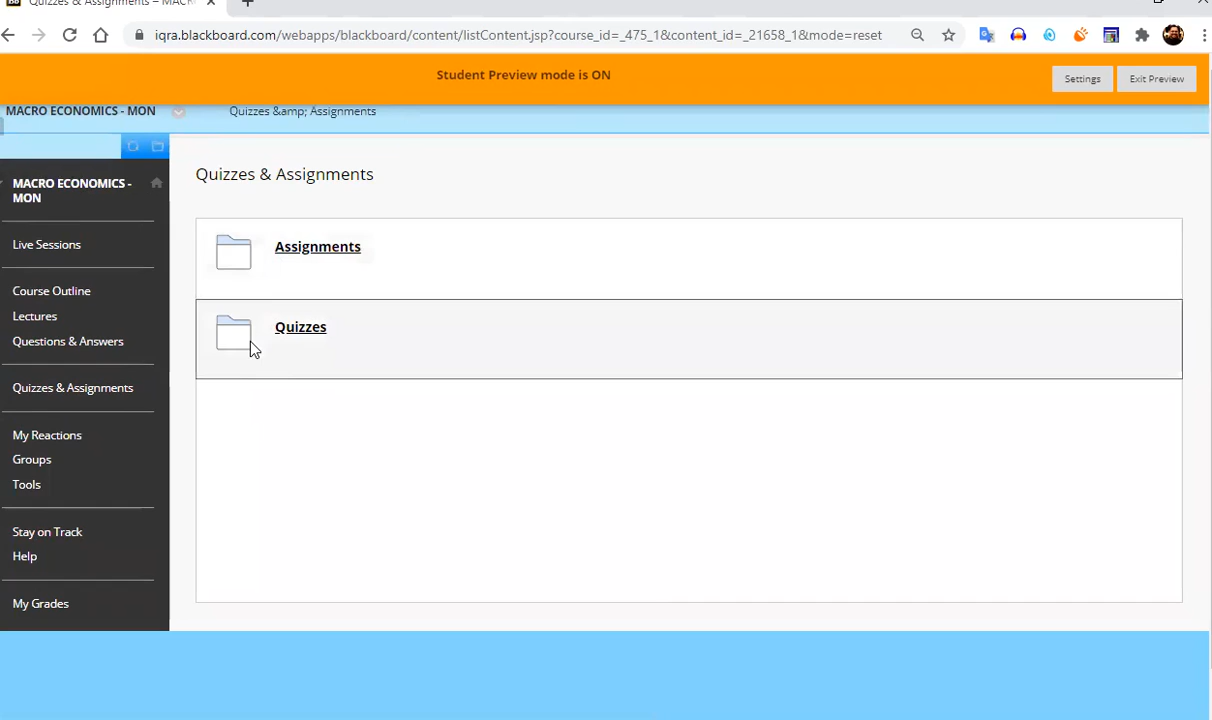 Quizzes & Assignments – MACR
iqra.blackboard.com/webapps/blackboard/content/listContent.jsp?course_id=_475_1&content_id=_21658_1&mode=reset
Student Preview mode is ON
Settings
Exit Preview
MACRO ECONOMICS - MON
Quizzes &amp; Assignments
MACRO ECONOMICS -
MON
Live Sessions
Course Outline
Lectures
Questions & Answers
Quizzes & Assignments
My Reactions
Groups
Tools
Stay on Track
Help
My Grades
Quizzes & Assignments
Assignments
Quizzes